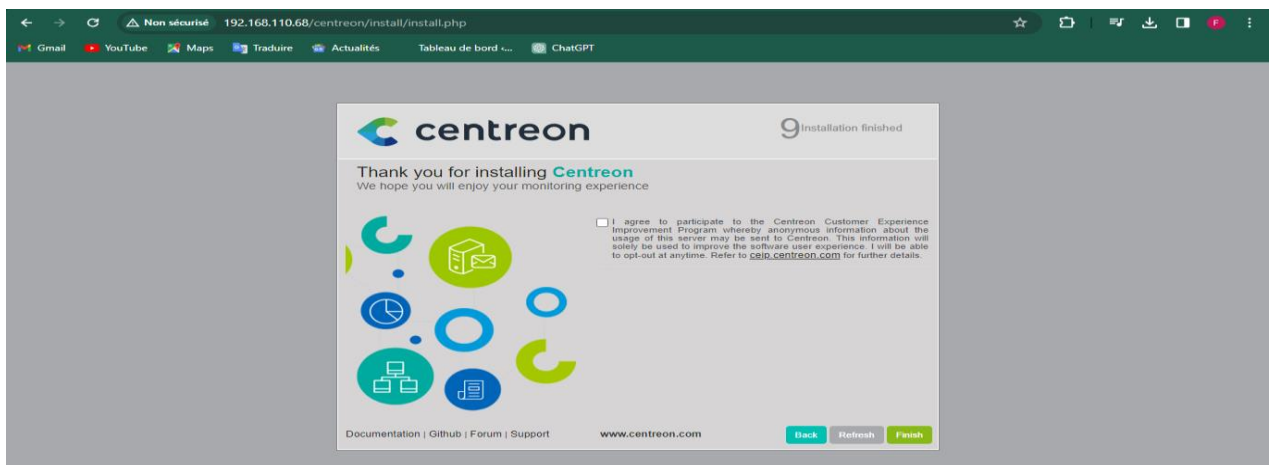 Non sécurisé 192.168.110.68/centreon/install/install.php F
Gmail YouTube Maps Traduire Actualités Tableau de bord ‹... ChatGPT
centreon 9 Installation finished
Thank you for installing Centreon
We hope you will enjoy your monitoring experience
I agree to participate to the Centreon Customer Experience
Improvement Program whereby anonymous information about the
usage of this server may be sent to Centreon. This information will
solely be used to improve the software user experience. I will be able
to opt-out at anytime. Refer to ceip.centreon.com for further details.
Documentation | Github | Forum | Support www.centreon.com Back Refresh Finish